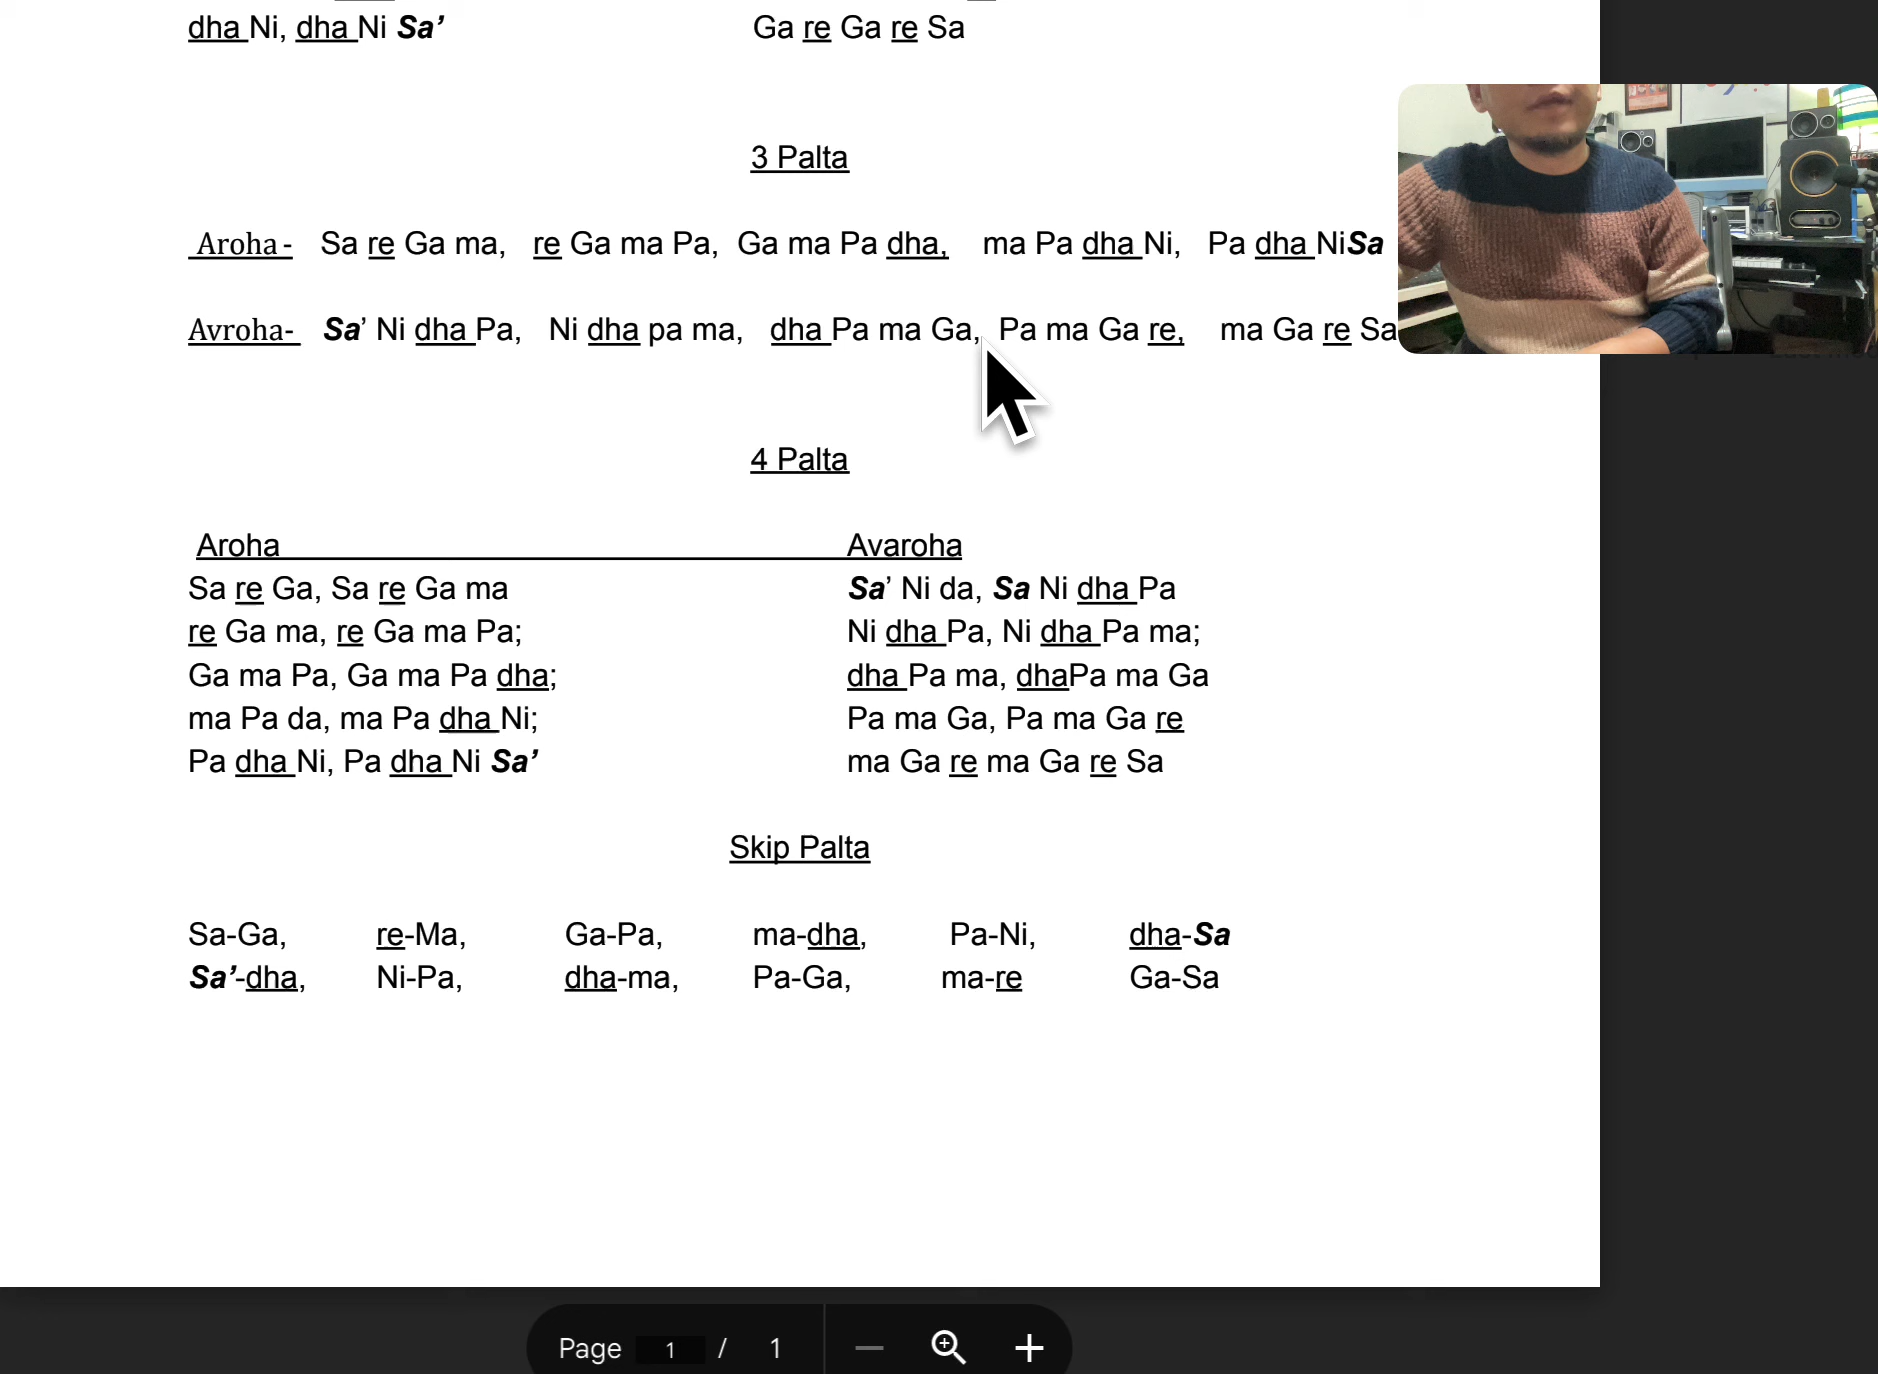 dha Ni, dha Ni Sa’ Ga re Ga re Sa
3 Palta
Aroha - Sa re Ga ma, re Ga ma Pa, Ga ma Pa dha, ma Pa dha Ni, Pa dha NiSa
Avroha- Sa’ Ni dha Pa, Ni dha pa ma, dha Pa ma Ga, Pa ma Ga re, ma Ga re Sa
4 Palta
Aroha Avaroha
Sa re Ga, Sa re Ga ma Sa’ Ni da, Sa Ni dha Pa
re Ga ma, re Ga ma Pa; Ni dha Pa, Ni dha Pa ma;
Ga ma Pa, Ga ma Pa dha; dha Pa ma, dhaPa ma Ga
ma Pa da, ma Pa dha Ni; Pa ma Ga, Pa ma Ga re
Pa dha Ni, Pa dha Ni Sa’ ma Ga re ma Ga re Sa
Skip Palta
Sa-Ga, re-Ma, Ga-Pa, ma-dha, Pa-Ni, dha-Sa
Sa’-dha, Ni-Pa, dha-ma, Pa-Ga, ma-re Ga-Sa
Page 1 / 1